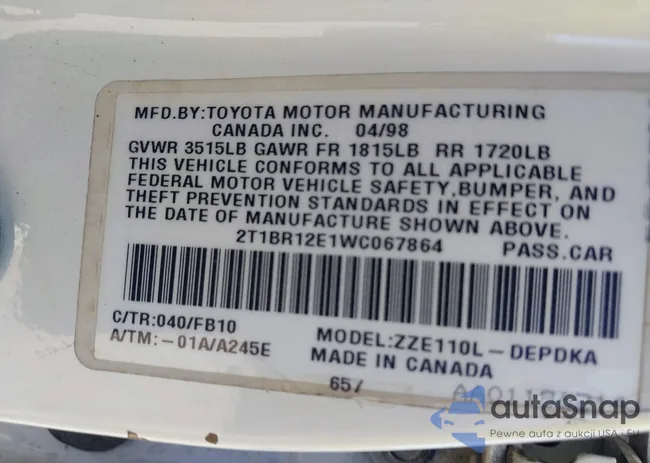 MFD.BY:TOYOTA MOTOR MANUFACTURING
CANADA INC. 04/98
GVWR 3515LB GAWR FR 1815LB RR 1720LB
THIS VEHICLE CONFORMS TO ALL APPLICABLE
FEDERAL MOTOR VEHICLE SAFETY,BUMPER, AND
THEFT PREVENTION STANDARDS IN EFFECT ON
THE DATE OF MANUFACTURE SHOWN ABOVE.
2T1BR12E1WC067864 PASS.CAR
C/TR:040/FB10
A/TM:-01A/A245E
MODEL:ZZE110L-DEPDKA
MADE IN CANADA
657
autoSnap
Pewne auta z aukcji USA i EU